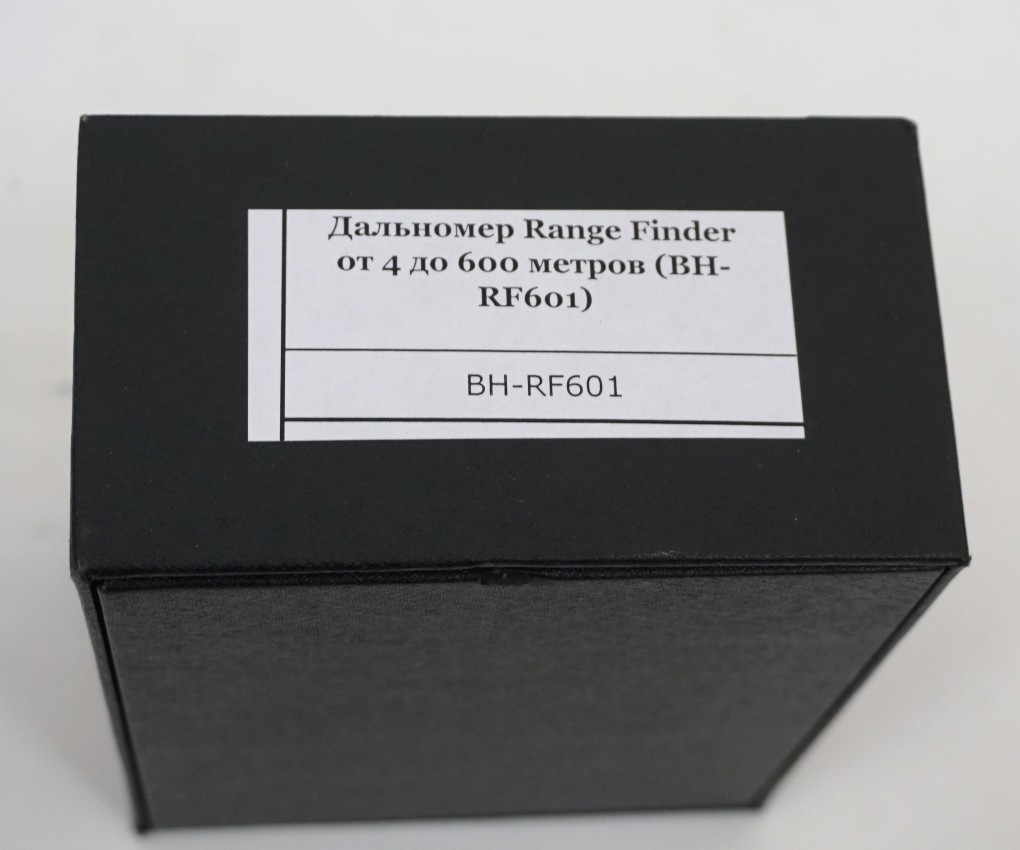 Дальномер Range Finder
от 4 до 600 метров (BH-
RF601)
BH-RF601